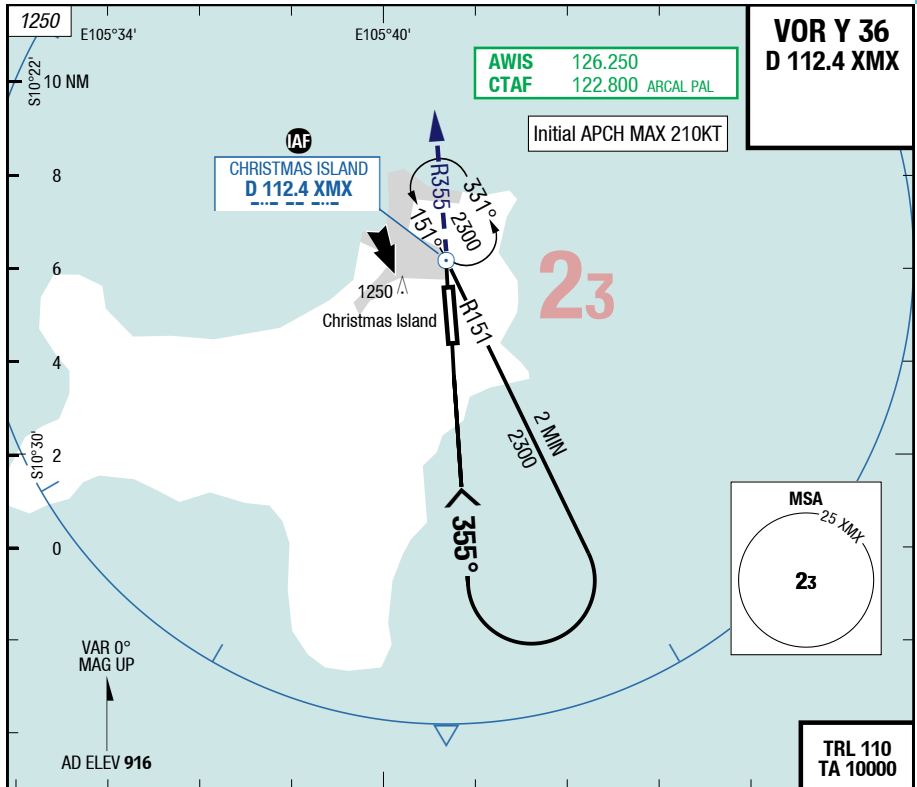 1250
E105°34'
E105°40'
VOR Y 36
D 112.4 XMX
S10°22'
10 NM
AWIS 126.250
CTAF 122.800 ARCAL PAL
Initial APCH MAX 210KT
IAF
CHRISTMAS ISLAND
D 112.4 XMX
8
R355
331°
151°
2300
6
23
1250
Christmas Island
R151
4
2 MIN
2300
S10°30'
2
355°
0
MSA
25 XMX
23
VAR 0°
MAG UP
AD ELEV 916
TRL 110
TA 10000